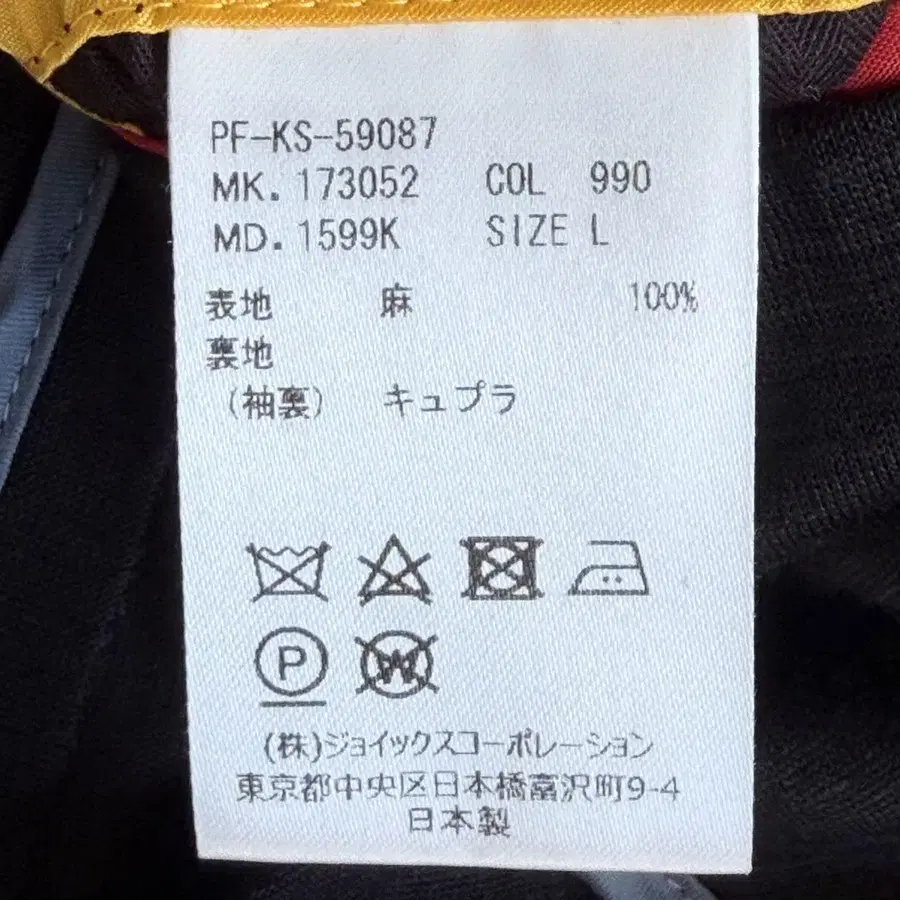 PF-KS-59087
MK. 173052 COL 990
MD. 1599K SIZE L
表地 麻 100%
裏地
(袖裏) キュプラ
P
W
(株)ジョイックスコーポレーション
東京都中央区日本橋富沢町9-4
日本製